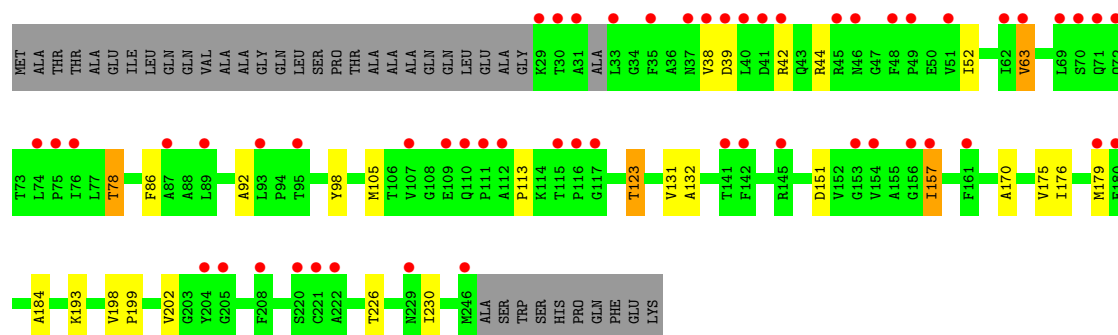 MET ALA THR THR ALA GLU ILE LEU GLN GLN VAL ALA ALA GLY GLN LEU SER PRO THR ALA ALA ALA GLN GLN LEU GLU ALA GLY K29 T30 A31 ALA L33 G34 F35 A36 N37 V38 D39 L40 D41 R42 Q43 R44 R45 N46 G47 F48 P49 E50 V51 I52 I62 V63 L69 S70 Q71
T73 L74 P75 I76 L77 T78 F86 A87 A88 L89 A92 L93 P94 T95 Y98 M105 T106 V107 G108 E109 Q110 P111 A112 P113 K114 T115 P116 G117 T123 V131 A132 T141 F142 R145 D151 V152 G153 V154 A155 G156 I157 F161 A170 V175 I176 M179
A184 K193 V198 P199 V202 G203 Y204 G205 F208 S220 C221 A222 T226 N229 I230 M246 ALA SER TRP SER HIS PRO GLN PHE GLU LYS